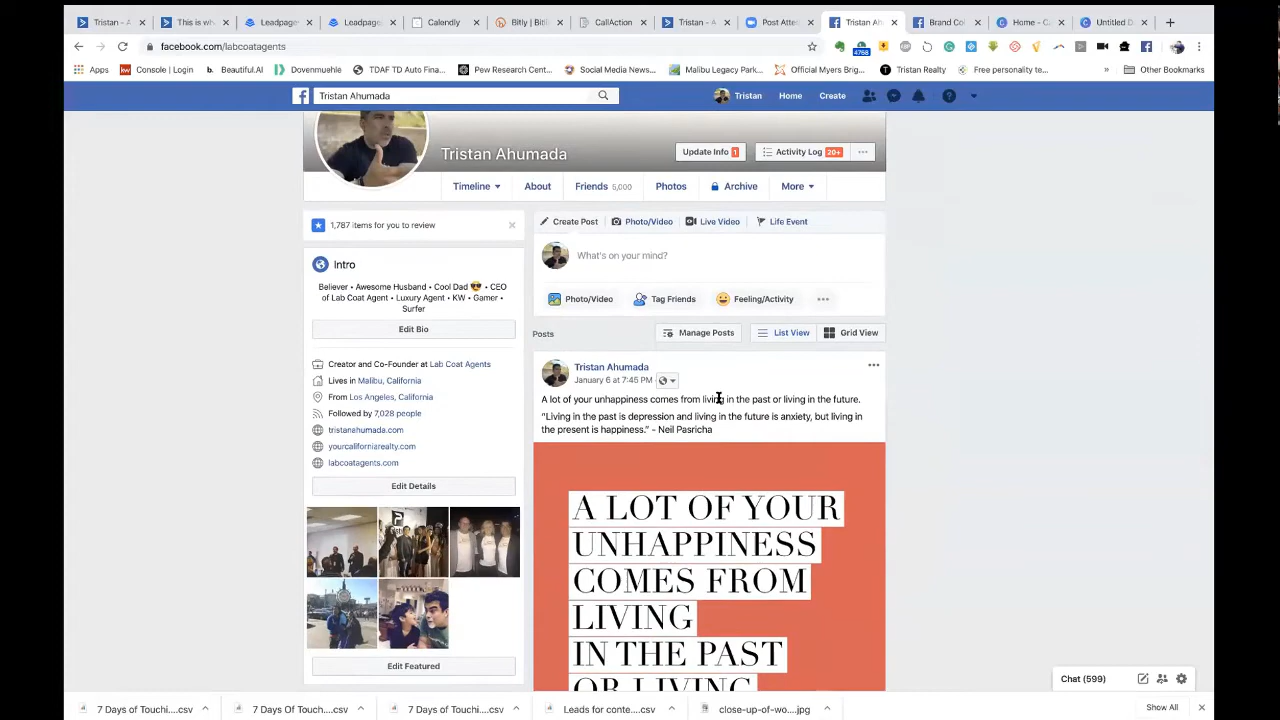 Tristan - A
This is wh
Leadpage
Leadpage
Calendly
Bitly | Bitl
CallAction
Tristan - A
Post Atte
Tristan Ah
Brand Co
Home - C
Untitled D
facebook.com/labcoatagents
4768
Apps
Console | Login
Beautiful.AI
Dovenmuehle
TDAF TD Auto Fina...
Pew Research Cent...
Social Media News...
Malibu Legacy Park...
Official Myers Brig...
Tristan Realty
Free personality te...
»
Other Bookmarks
Tristan Ahumada
Tristan
Home
Create
Tristan Ahumada
Update Info 1
Activity Log 20+
Timeline
About
Friends 5,000
Photos
Archive
More
1,787 items for you to review
Intro
Believer • Awesome Husband • Cool Dad 😎 • CEO
of Lab Coat Agent • Luxury Agent • KW • Gamer •
Surfer
Edit Bio
Creator and Co-Founder at Lab Coat Agents
Lives in Malibu, California
From Los Angeles, California
Followed by 7,028 people
tristanahumada.com
yourcaliforniarealty.com
labcoatagents.com
Edit Details
Edit Featured
Create Post
Photo/Video
Live Video
Life Event
What's on your mind?
Photo/Video
Tag Friends
Feeling/Activity
Posts
Manage Posts
List View
Grid View
Tristan Ahumada
January 6 at 7:45 PM
A lot of your unhappiness comes from living in the past or living in the future.
“Living in the past is depression and living in the future is anxiety, but living in
the present is happiness.” - Neil Pasricha
A LOT OF YOUR
UNHAPPINESS
COMES FROM
LIVING
IN THE PAST
OR LIVING
Chat (599)
7 Days of Touchi....csv
7 Days Of Touch....csv
7 Days of Touchi....csv
Leads for conte....csv
close-up-of-wo....jpg
Show All